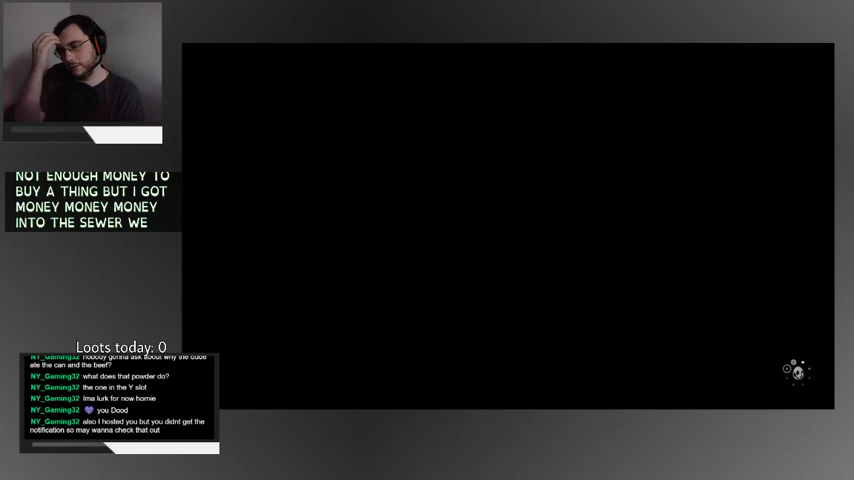 NOT ENOUGH MONEY TO
BUY A THING BUT I GOT
MONEY MONEY MONEY
INTO THE SEWER WE
Loots today: 0
NY_Gaming32 nobody gonna ask about why the dude
ate the can and the beef?
NY_Gaming32 what does that powder do?
NY_Gaming32 the one in the Y slot
NY_Gaming32 Ima lurk for now homie
NY_Gaming32 💜 you Dood
NY_Gaming32 also I hosted you but you didnt get the
notification so may wanna check that out